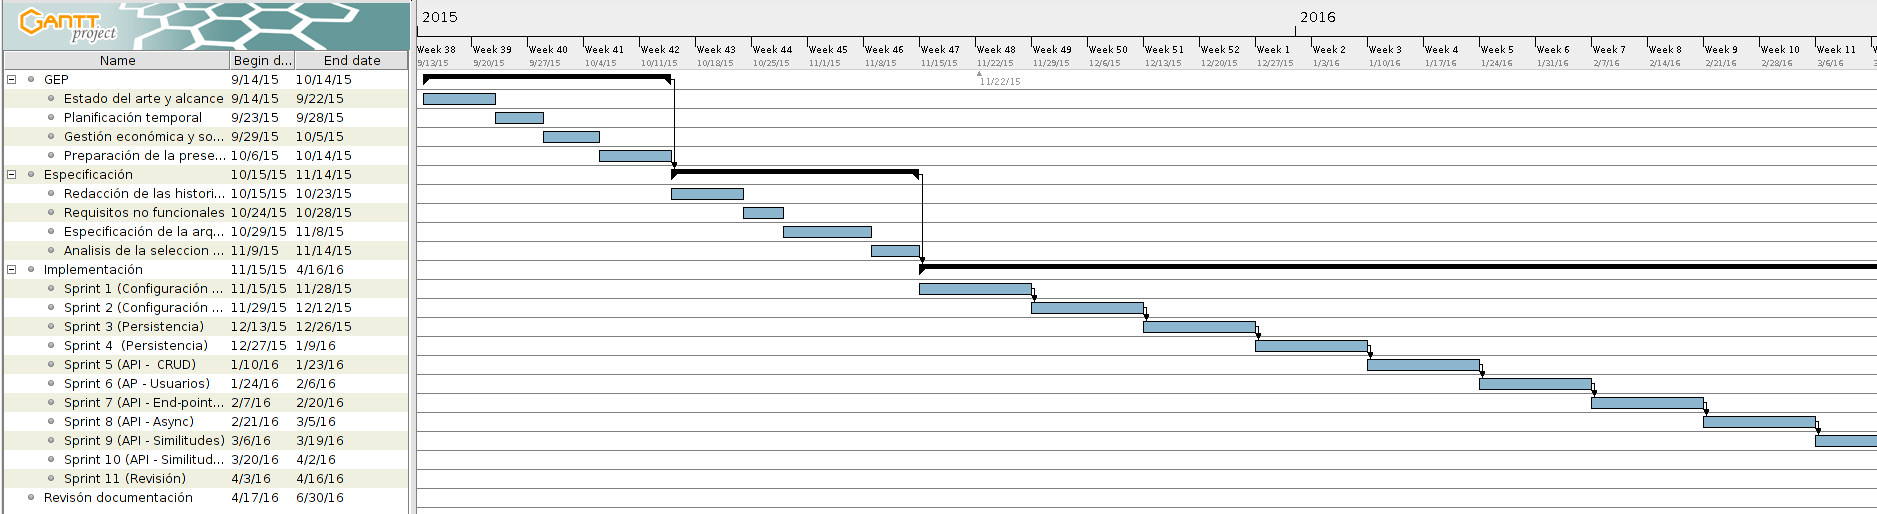 GANTT
project
2015 2016
Week 38 Week 39 Week 40 Week 41 Week 42 Week 43 Week 44 Week 45 Week 46 Week 47 Week 48 Week 49 Week 50 Week 51 Week 52 Week 1 Week 2 Week 3 Week 4 Week 5 Week 6 Week 7 Week 8 Week 9 Week 10 Week 11
Name Begin d... End date
9/13/15 9/20/15 9/27/15 10/4/15 10/11/15 10/18/15 10/25/15 11/1/15 11/8/15 11/15/15 11/22/15 11/29/15 12/6/15 12/13/15 12/20/15 12/27/15 1/3/16 1/10/16 1/17/16 1/24/16 1/31/16 2/7/16 2/14/16 2/21/16 2/28/16 3/6/16
11/22/15
GEP 9/14/15 10/14/15
Estado del arte y alcance 9/14/15 9/22/15
Planificación temporal 9/23/15 9/28/15
Gestión económica y so... 9/29/15 10/5/15
Preparación de la prese... 10/6/15 10/14/15
Especificación 10/15/15 11/14/15
Redacción de las histori... 10/15/15 10/23/15
Requisitos no funcionales 10/24/15 10/28/15
Especificación de la arq... 10/29/15 11/8/15
Analisis de la seleccion ... 11/9/15 11/14/15
Implementación 11/15/15 4/16/16
Sprint 1 (Configuración ... 11/15/15 11/28/15
Sprint 2 (Configuración ... 11/29/15 12/12/15
Sprint 3 (Persistencia) 12/13/15 12/26/15
Sprint 4 (Persistencia) 12/27/15 1/9/16
Sprint 5 (API - CRUD) 1/10/16 1/23/16
Sprint 6 (AP - Usuarios) 1/24/16 2/6/16
Sprint 7 (API - End-point... 2/7/16 2/20/16
Sprint 8 (API - Async) 2/21/16 3/5/16
Sprint 9 (API - Similitudes) 3/6/16 3/19/16
Sprint 10 (API - Similitud... 3/20/16 4/2/16
Sprint 11 (Revisión) 4/3/16 4/16/16
Revisón documentación 4/17/16 6/30/16